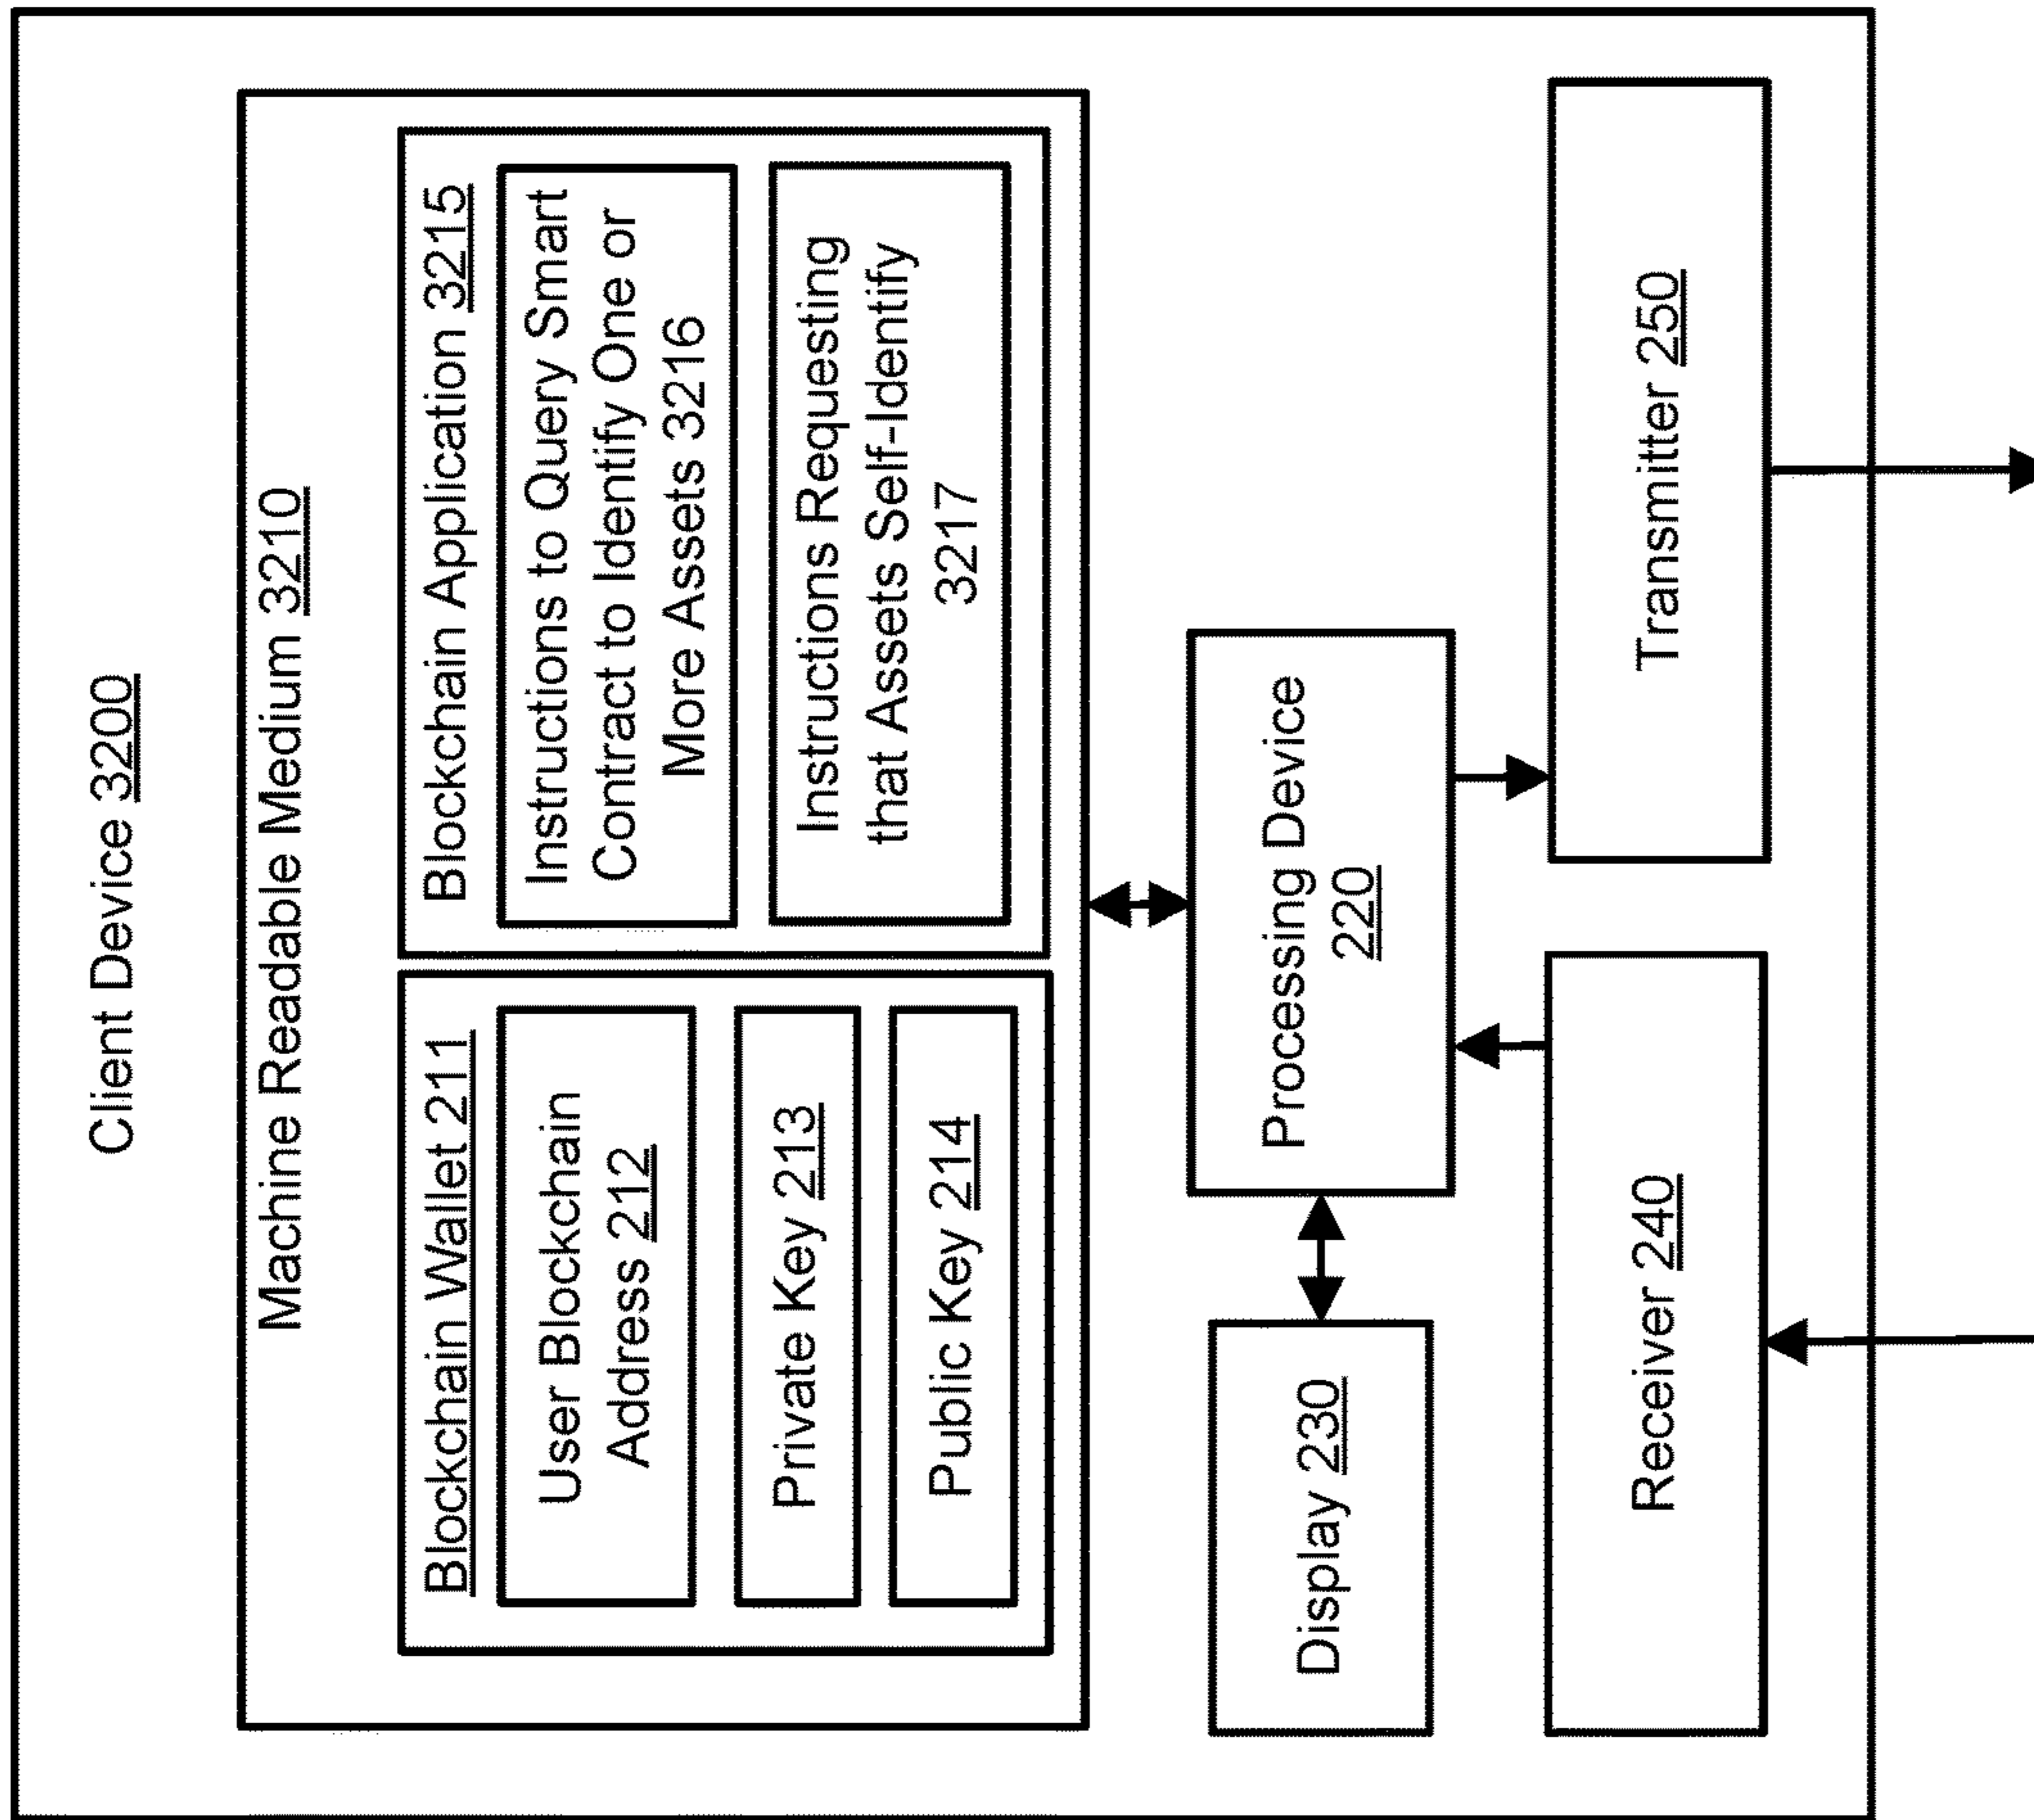 Client Device 3200
Machine Readable Medium 3210
Blockchain Wallet 211
User Blockchain
Address 212
Private Key 213
Public Key 214
Blockchain Application 3215
Instructions to Query Smart
Contract to Identify One or
More Assets 3216
Instructions Requesting
that Assets Self-Identify
3217
Display 230
Processing Device
220
Receiver 240
Transmitter 250